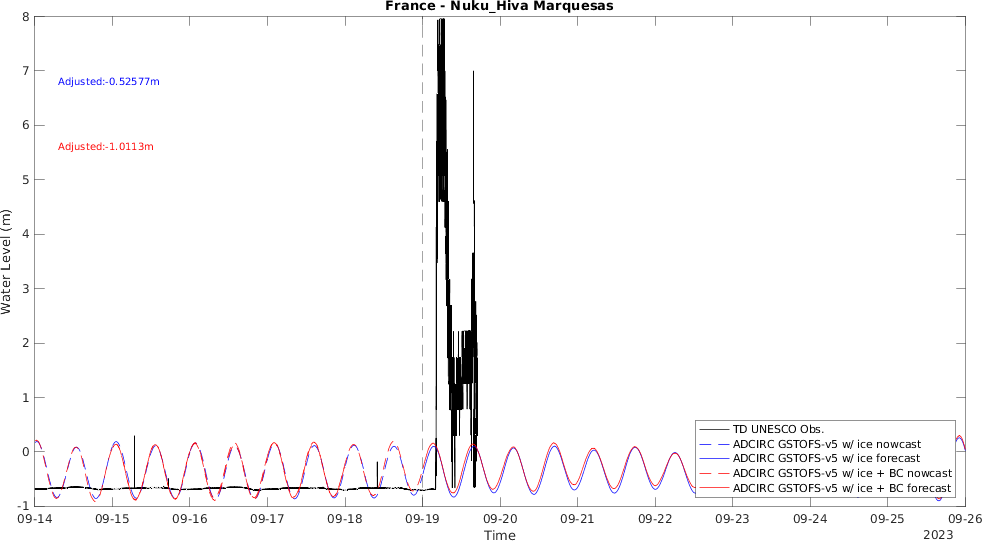 France - Nuku_Hiva Marquesas
8
7
6
5
4
3
2
1
0
-1
Water Level (m)
Adjusted:-0.52577m
Adjusted:-1.0113m
TD UNESCO Obs.
ADCIRC GSTOFS-v5 w/ ice nowcast
ADCIRC GSTOFS-v5 w/ ice forecast
ADCIRC GSTOFS-v5 w/ ice + BC nowcast
ADCIRC GSTOFS-v5 w/ ice + BC forecast
09-14 09-15 09-16 09-17 09-18 09-19 09-20 09-21 09-22 09-23 09-24 09-25 09-26
Time
2023